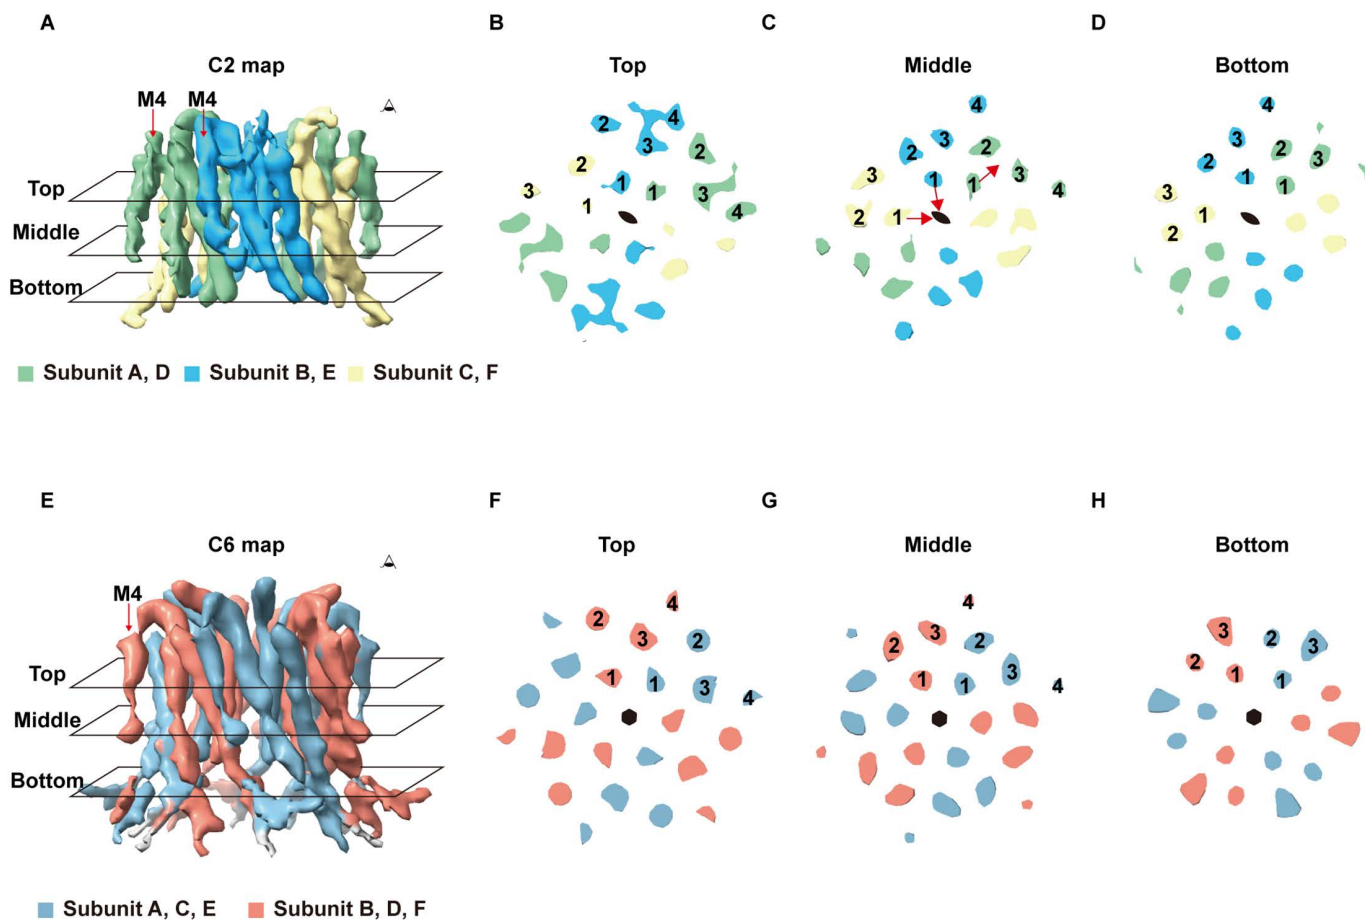 A
B
C
D
C2 map
Top
Middle
Bottom
M4 M4
Top
Middle
Bottom
2 4 3 2 2 3 1 1 3 4 1
4 3 2 2 3 1 1 3 4 2 1
4 3 2 2 3 1 1 3 1 2
Subunit A, D
Subunit B, E
Subunit C, F
E
F
G
H
C6 map
Top
Middle
Bottom
M4
Top
Middle
Bottom
4 2 3 2 1 1 3 4
4 3 2 2 3 1 1 4
3 2 3 2 1 1
Subunit A, C, E
Subunit B, D, F